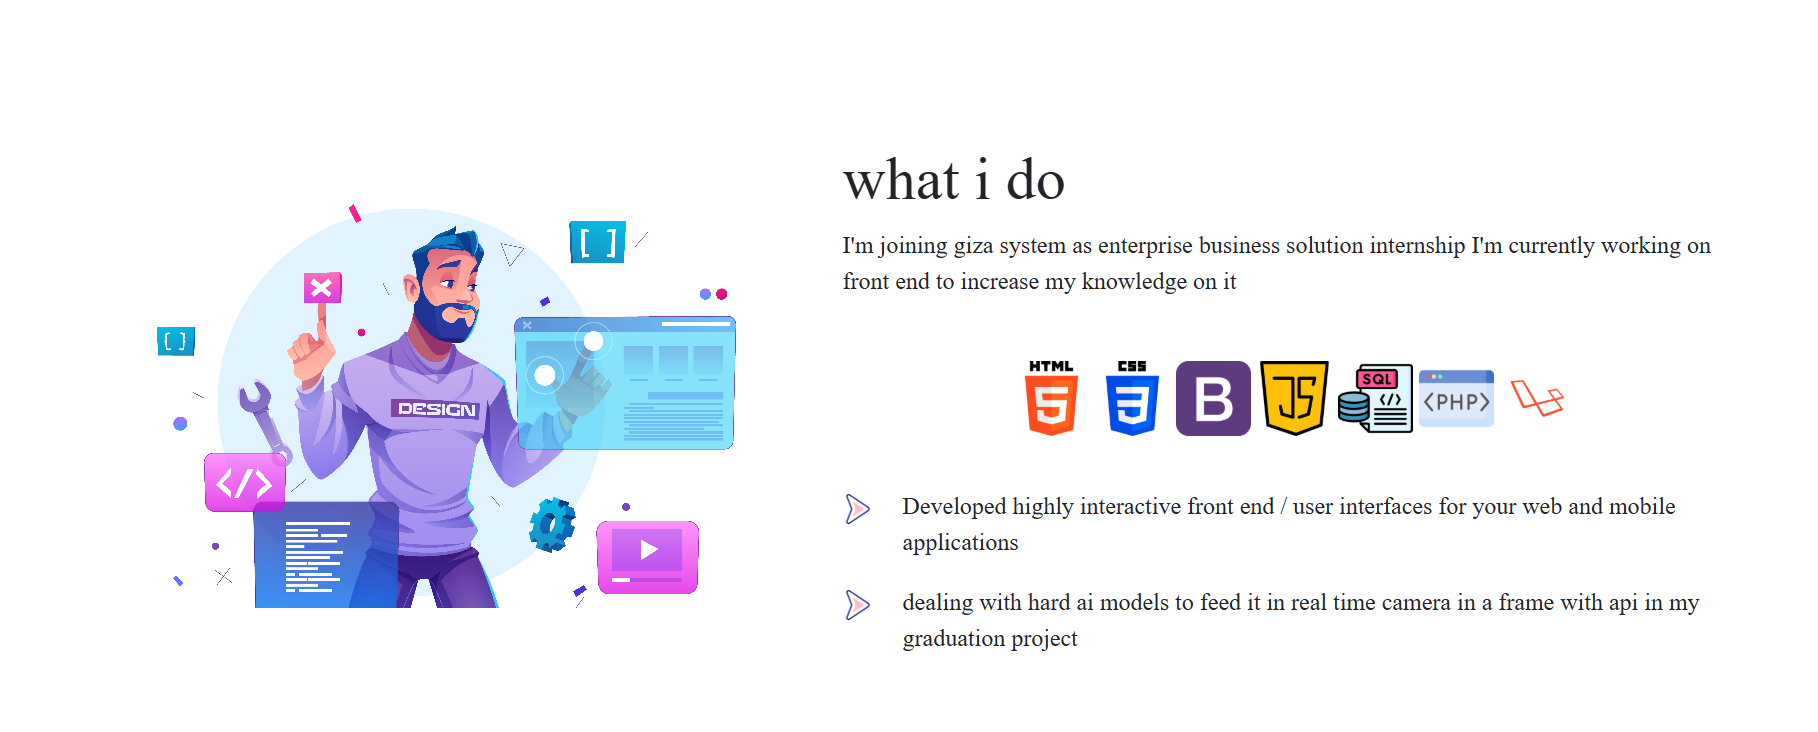 what i do
I'm joining giza system as enterprise business solution internship I'm currently working on
front end to increase my knowledge on it
HTML
CSS
B
JS
SQL
</>
<PHP>
[ ]
{ }
DESIGN
</>
Developed highly interactive front end / user interfaces for your web and mobile
applications
dealing with hard ai models to feed it in real time camera in a frame with api in my
graduation project